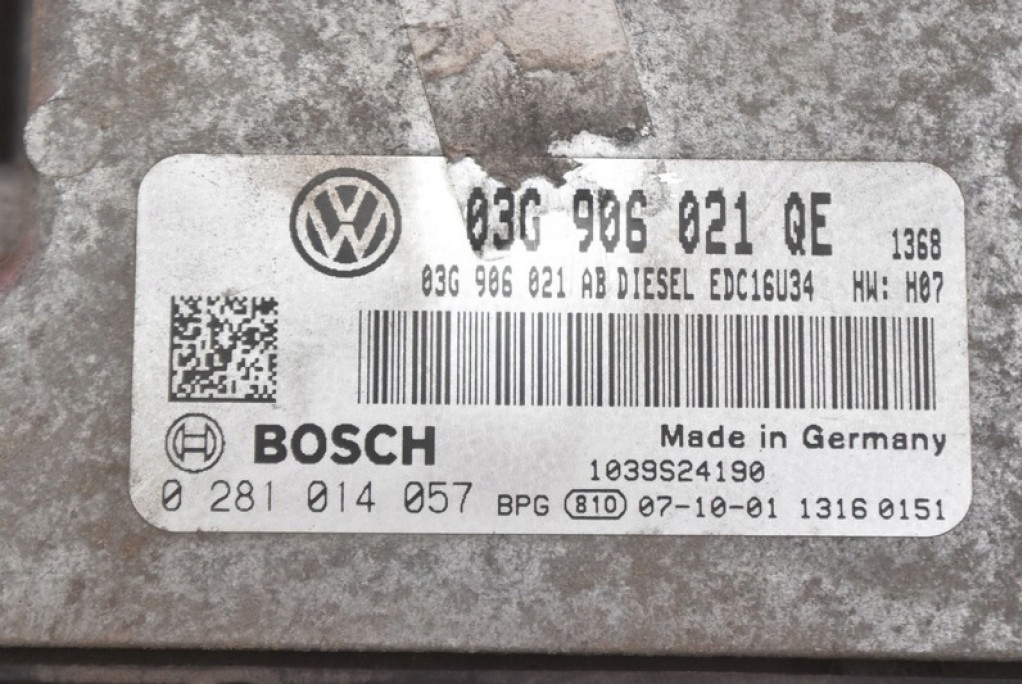 03G 906 021 QE 1368
03G 906 021 AB DIESEL EDC16U34 HW: H07
BOSCH Made in Germany
1039S24190
0 281 014 057 BPG 810 07-10-01 1316 0151